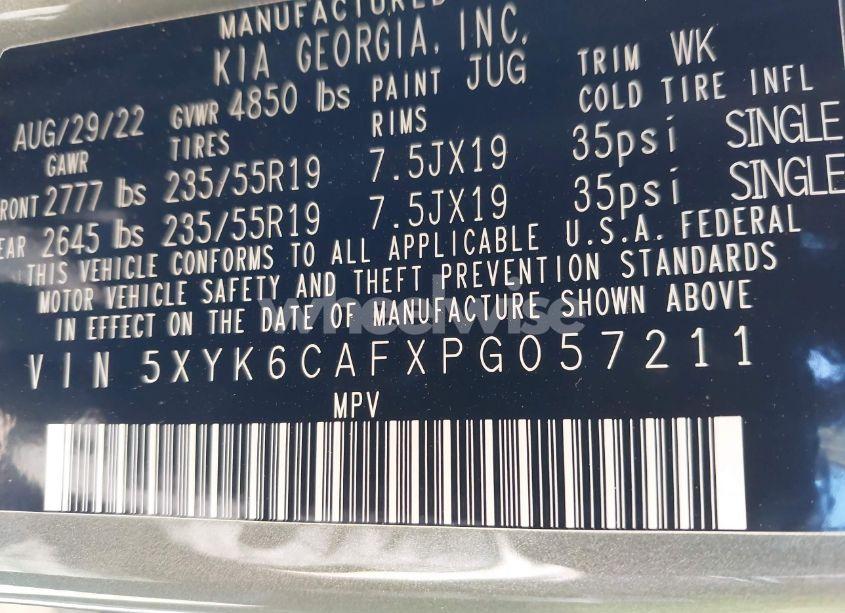 MANUFACTURED
KIA GEORGIA, INC.
AUG/29/22 GVWR 4850 lbs PAINT JUG TRIM WK
GAWR TIRES RIMS COLD TIRE INFL
RONT 2777 lbs 235/55R19 7.5JX19 35psi SINGLE
EAR 2645 lbs 235/55R19 7.5JX19 35psi SINGLE
THIS VEHICLE CONFORMS TO ALL APPLICABLE U.S.A. FEDERAL
MOTOR VEHICLE SAFETY AND THEFT PREVENTION STANDARDS
IN EFFECT ON THE DATE OF MANUFACTURE SHOWN ABOVE
wheelwise
VIN 5XYK6CAFXPG057211
MPV